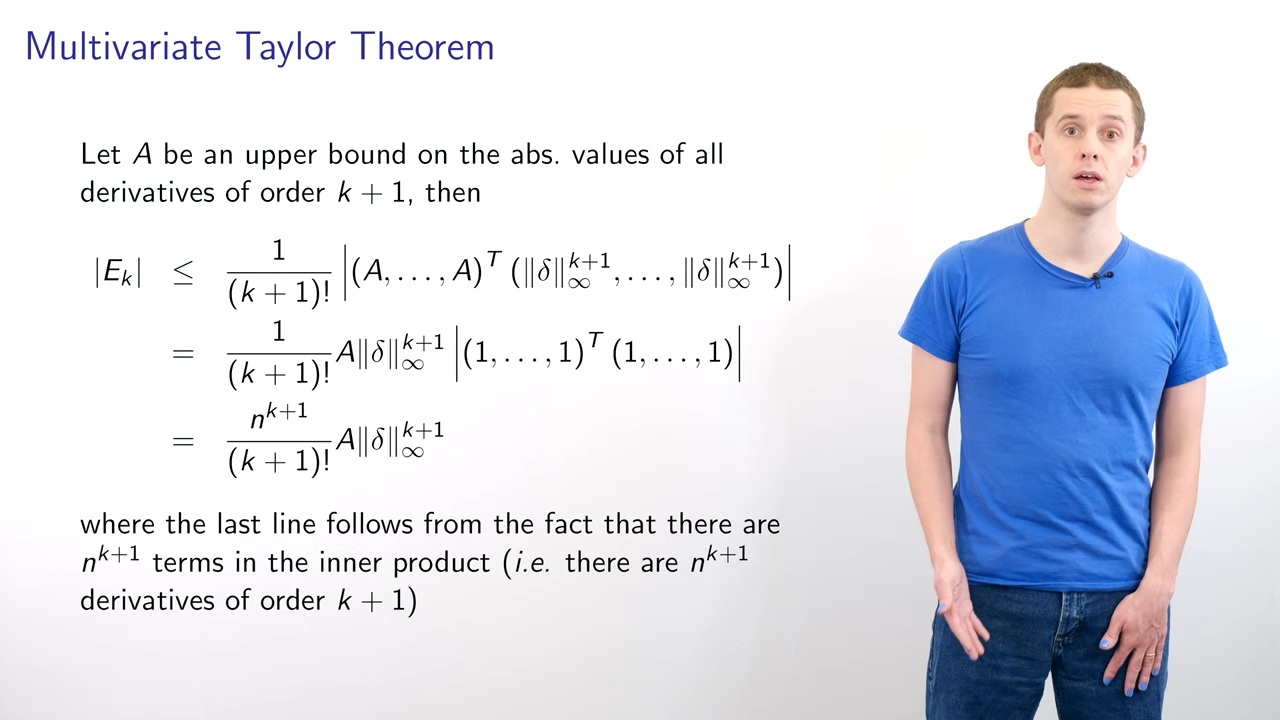 Multivariate Taylor Theorem
Let A be an upper bound on the abs. values of all
derivatives of order k + 1, then
|E_k| ≤ \frac{1}{(k + 1)!} |(A, . . . , A)^T (‖δ‖_∞^{k+1}, . . . , ‖δ‖_∞^{k+1})|
= \frac{1}{(k + 1)!} A‖δ‖_∞^{k+1} |(1, . . . , 1)^T (1, . . . , 1)|
= \frac{n^{k+1}}{(k + 1)!} A‖δ‖_∞^{k+1}
where the last line follows from the fact that there are
n^{k+1} terms in the inner product (i.e. there are n^{k+1}
derivatives of order k + 1)